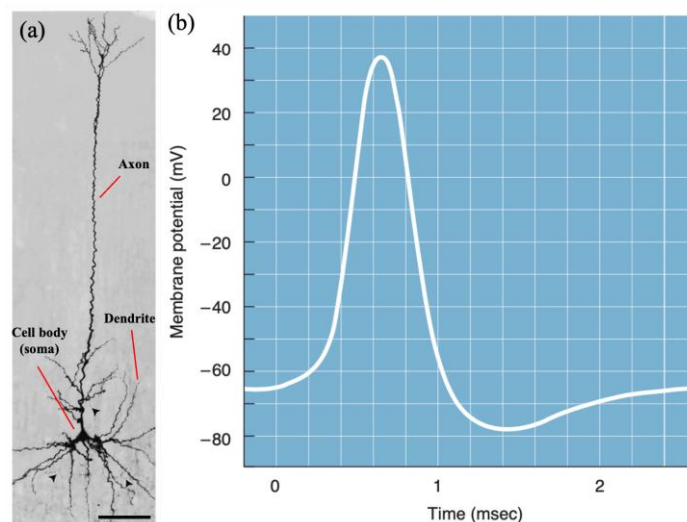 (a)
Axon
Dendrite
Cell body
(soma)
(b)
Membrane potential (mV)
40
20
0
−20
−40
−60
−80
0
1
2
Time (msec)